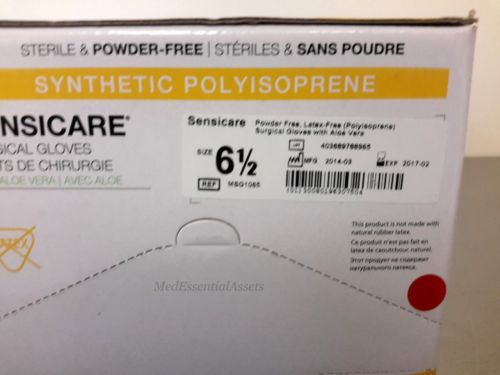 STERILE & POWDER-FREE | STÉRILES & SANS POUDRE
SYNTHETIC POLYISOPRENE
ENSICARE®
GICAL GLOVES
TS DE CHIRURGIE
ALOE VERA | AVEC ALOE
Sensicare Powder Free, Latex-Free (Polyisoprene)
Surgical Gloves with Aloe Vera
SIZE 6½
LOT 403689788965
MFG 2014-03 EXP 2017-02
REF MSG1065
This product is not made with
natural rubber latex.
Ce produit n'est pas fait en
latex de caoutchouc naturel.
Этот продукт не содержит
натурального латекса.
MedEssentialAssets